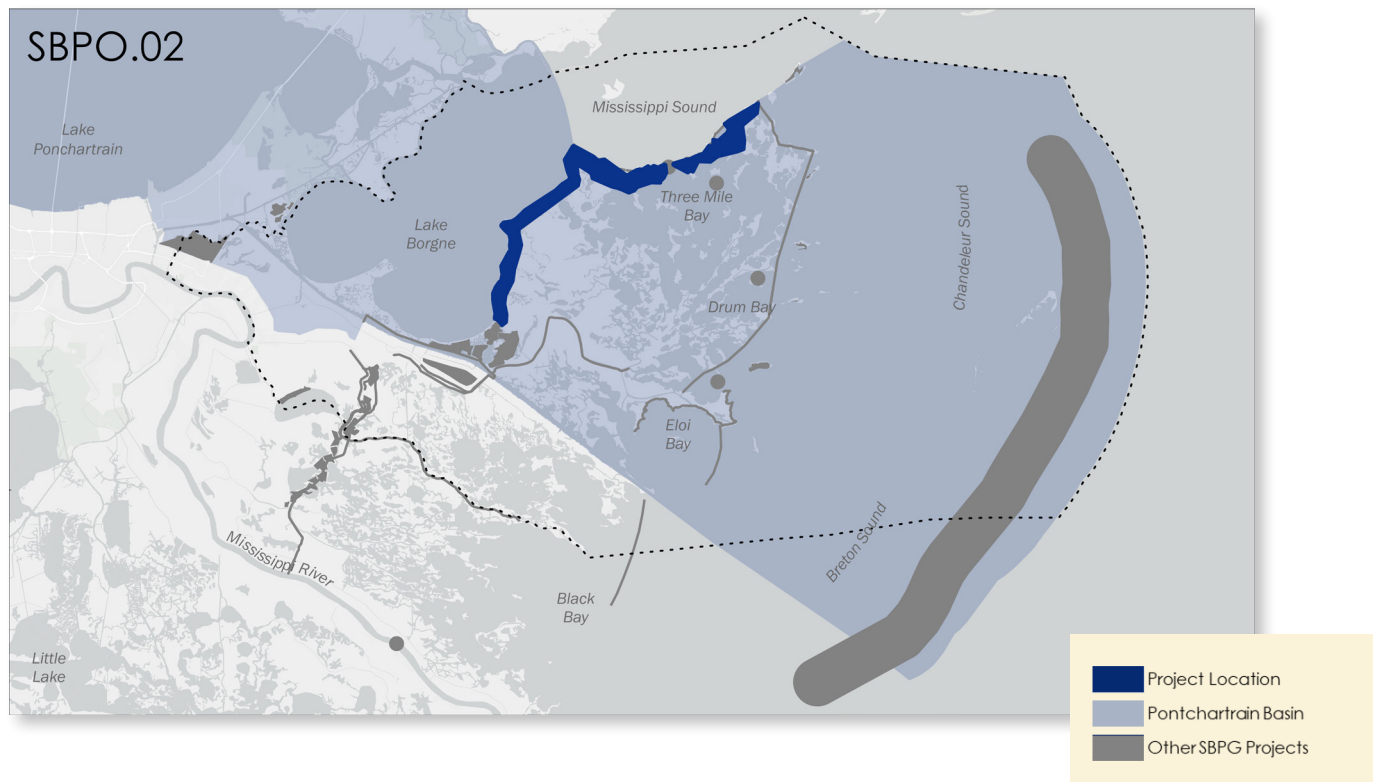 SBPO.02
Mississippi Sound
Lake
Ponchartrain
Three Mile
Bay
Lake
Borgne
Chandeleur Sound
Drum Bay
Eloi
Bay
Breton Sound
Mississippi River
Black
Bay
Little
Lake
Project Location
Pontchartrain Basin
Other SBPG Projects